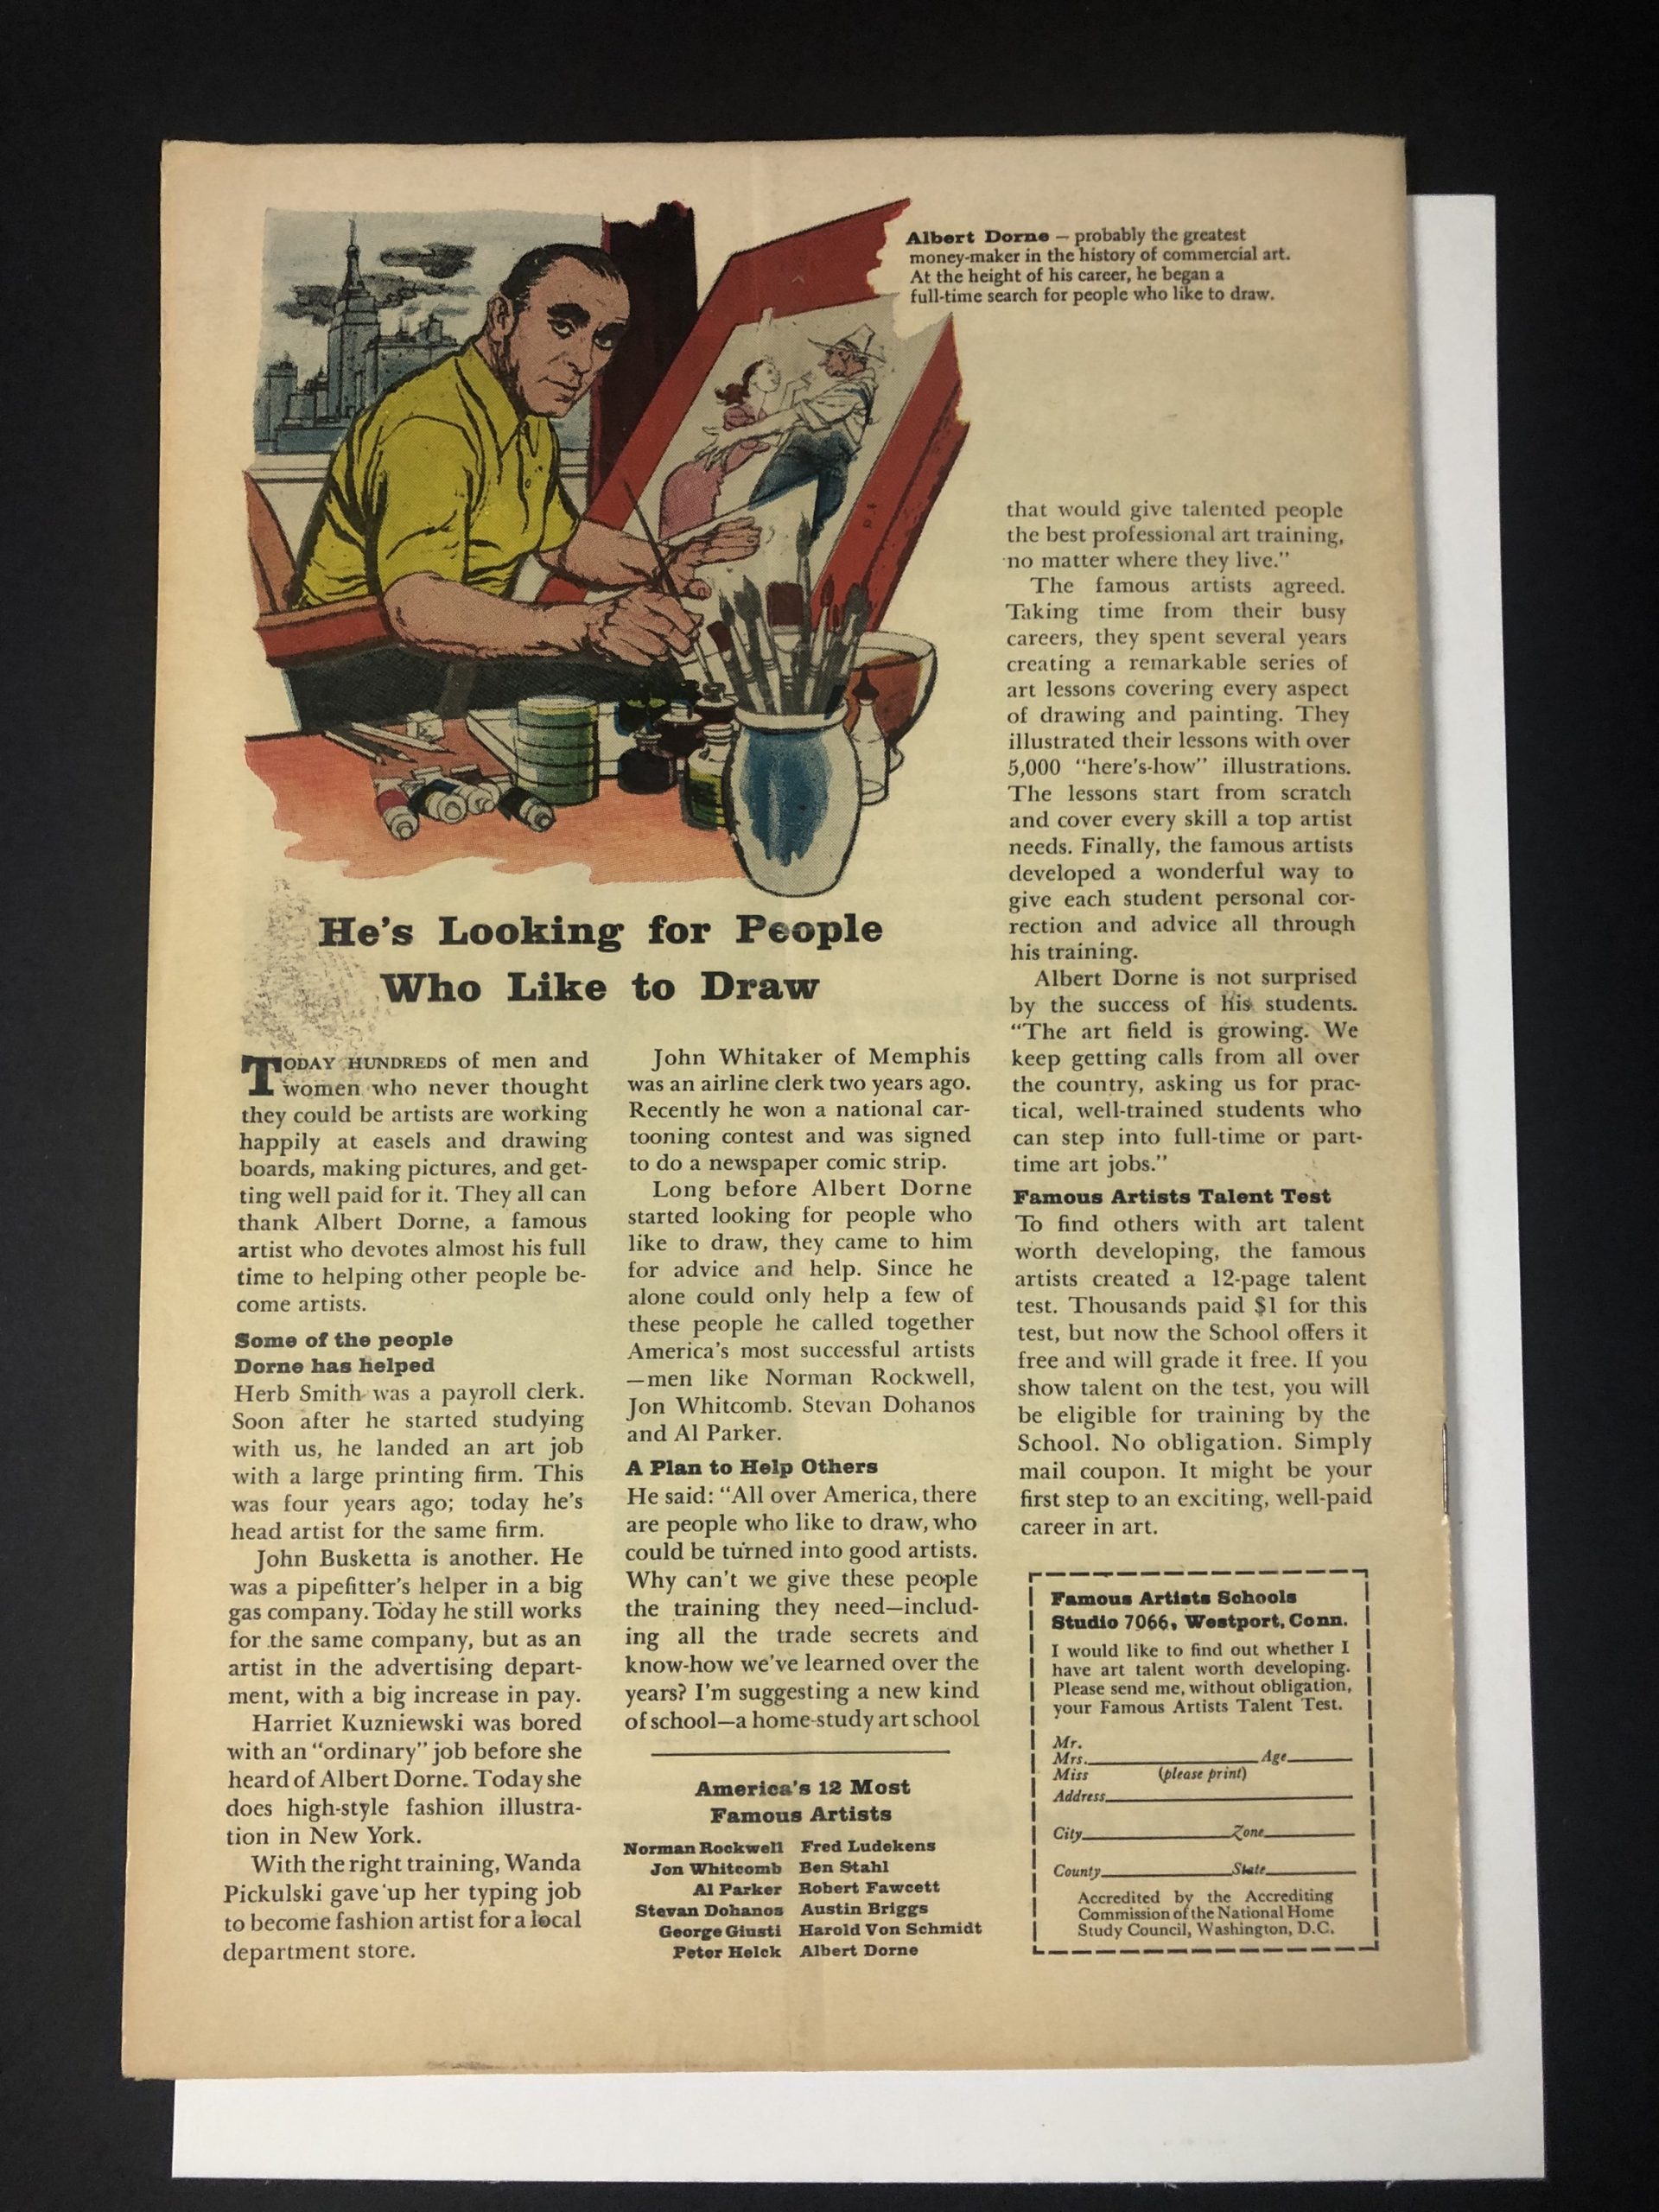 Albert Dorne — probably the greatest
money-maker in the history of commercial art.
At the height of his career, he began a
full-time search for people who like to draw.
He's Looking for People
Who Like to Draw
TODAY HUNDREDS of men and
women who never thought
they could be artists are working
happily at easels and drawing
boards, making pictures, and get-
ting well paid for it. They all can
thank Albert Dorne, a famous
artist who devotes almost his full
time to helping other people be-
come artists.
Some of the people
Dorne has helped
Herb Smith was a payroll clerk.
Soon after he started studying
with us, he landed an art job
with a large printing firm. This
was four years ago; today he's
head artist for the same firm.
John Busketta is another. He
was a pipefitter's helper in a big
gas company. Today he still works
for the same company, but as an
artist in the advertising depart-
ment, with a big increase in pay.
Harriet Kuzniewski was bored
with an "ordinary" job before she
heard of Albert Dorne. Today she
does high-style fashion illustra-
tion in New York.
With the right training, Wanda
Pickulski gave up her typing job
to become fashion artist for a local
department store.
John Whitaker of Memphis
was an airline clerk two years ago.
Recently he won a national car-
tooning contest and was signed
to do a newspaper comic strip.
Long before Albert Dorne
started looking for people who
like to draw, they came to him
for advice and help. Since he
alone could only help a few of
these people he called together
America's most successful artists
—men like Norman Rockwell,
Jon Whitcomb. Stevan Dohanos
and Al Parker.
A Plan to Help Others
He said: "All over America, there
are people who like to draw, who
could be turned into good artists.
Why can't we give these people
the training they need—includ-
ing all the trade secrets and
know-how we've learned over the
years? I'm suggesting a new kind
of school—a home-study art school
America's 12 Most
Famous Artists
Norman Rockwell Fred Ludekens
Jon Whitcomb Ben Stahl
Al Parker Robert Fawcett
Stevan Dohanos Austin Briggs
George Giusti Harold Von Schmidt
Peter Helck Albert Dorne
that would give talented people
the best professional art training,
no matter where they live."
The famous artists agreed.
Taking time from their busy
careers, they spent several years
creating a remarkable series of
art lessons covering every aspect
of drawing and painting. They
illustrated their lessons with over
5,000 "here's-how" illustrations.
The lessons start from scratch
and cover every skill a top artist
needs. Finally, the famous artists
developed a wonderful way to
give each student personal cor-
rection and advice all through
his training.
Albert Dorne is not surprised
by the success of his students.
"The art field is growing. We
keep getting calls from all over
the country, asking us for prac-
tical, well-trained students who
can step into full-time or part-
time art jobs."
Famous Artists Talent Test
To find others with art talent
worth developing, the famous
artists created a 12-page talent
test. Thousands paid $1 for this
test, but now the School offers it
free and will grade it free. If you
show talent on the test, you will
be eligible for training by the
School. No obligation. Simply
mail coupon. It might be your
first step to an exciting, well-paid
career in art.
Famous Artists Schools
Studio 7066, Westport, Conn.
I would like to find out whether I
have art talent worth developing.
Please send me, without obligation,
your Famous Artists Talent Test.
Mr.
Mrs. Age
Miss (please print)
Address
City Zone
County State
Accredited by the Accrediting
Commission of the National Home
Study Council, Washington, D.C.